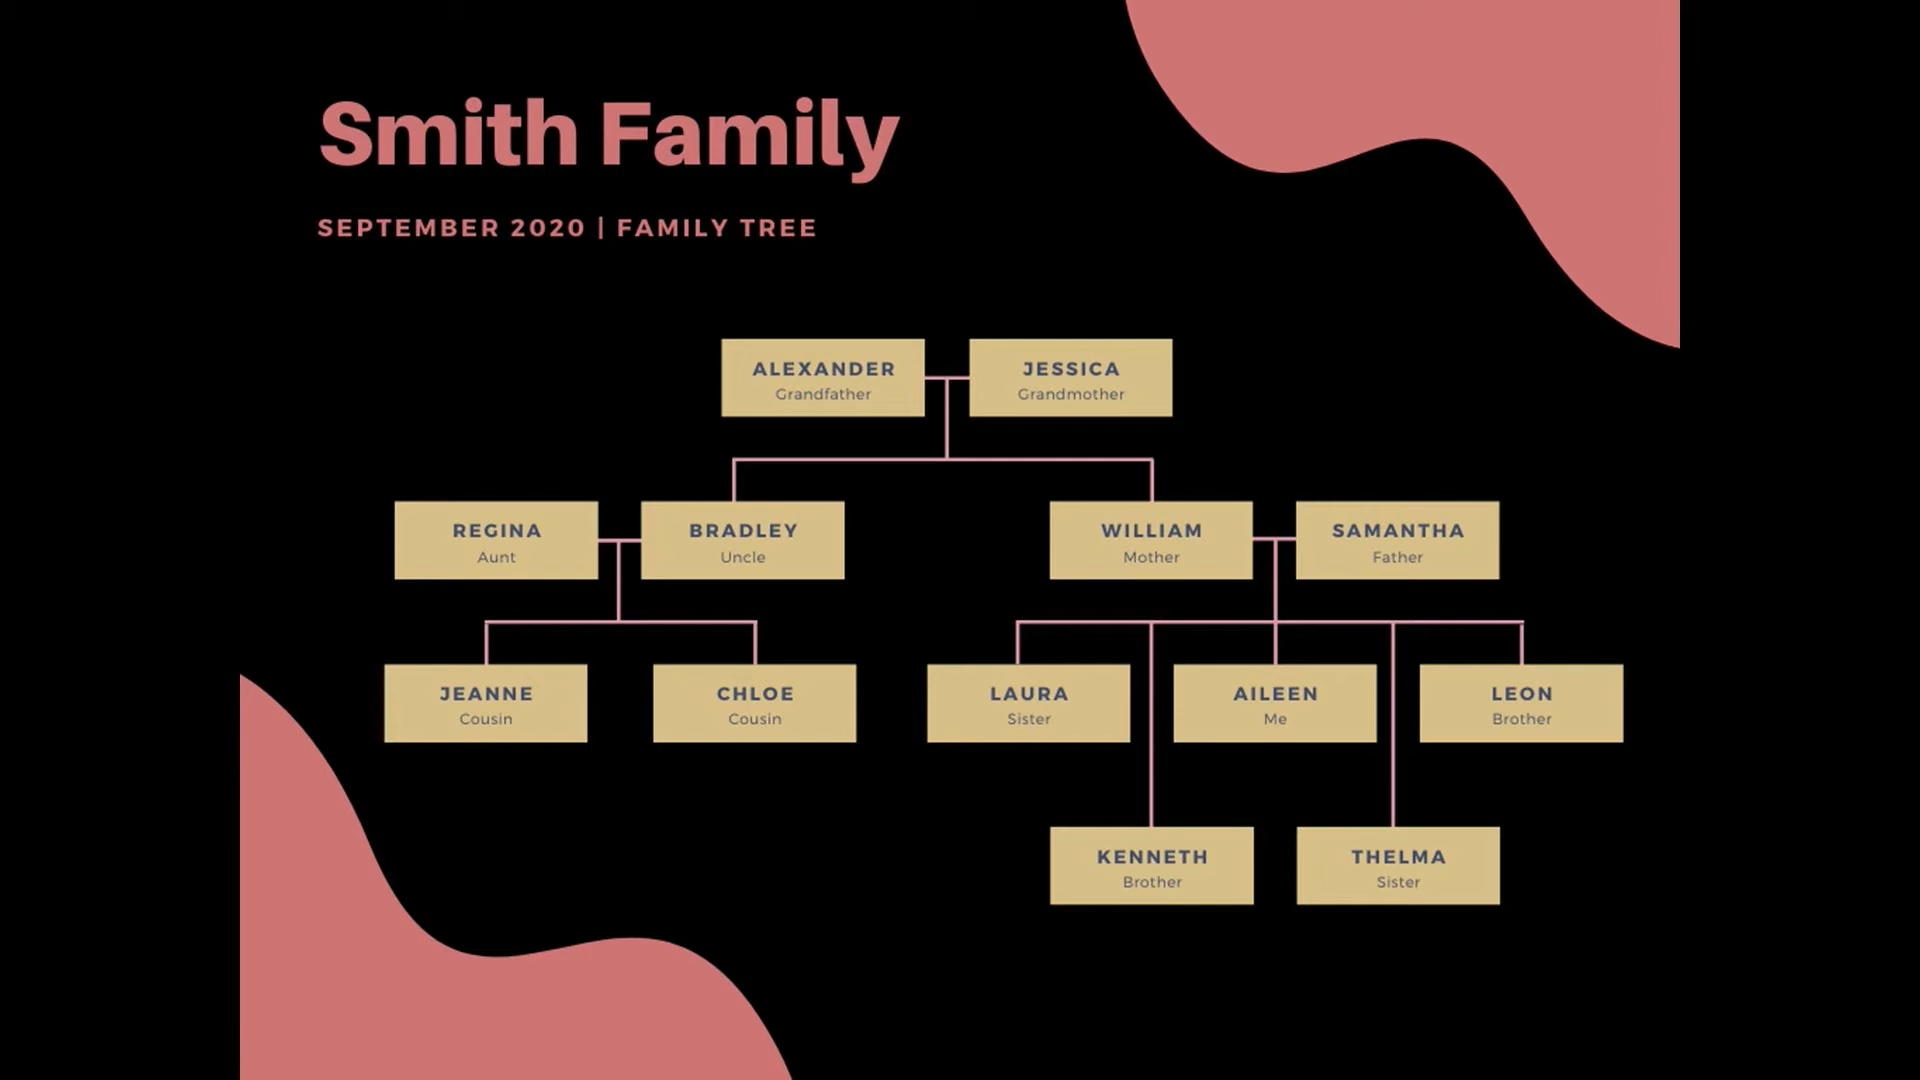 Smith Family
SEPTEMBER 2020 | FAMILY TREE
ALEXANDER
Grandfather
JESSICA
Grandmother
REGINA
Aunt
BRADLEY
Uncle
WILLIAM
Mother
SAMANTHA
Father
JEANNE
Cousin
CHLOE
Cousin
LAURA
Sister
AILEEN
Me
LEON
Brother
KENNETH
Brother
THELMA
Sister